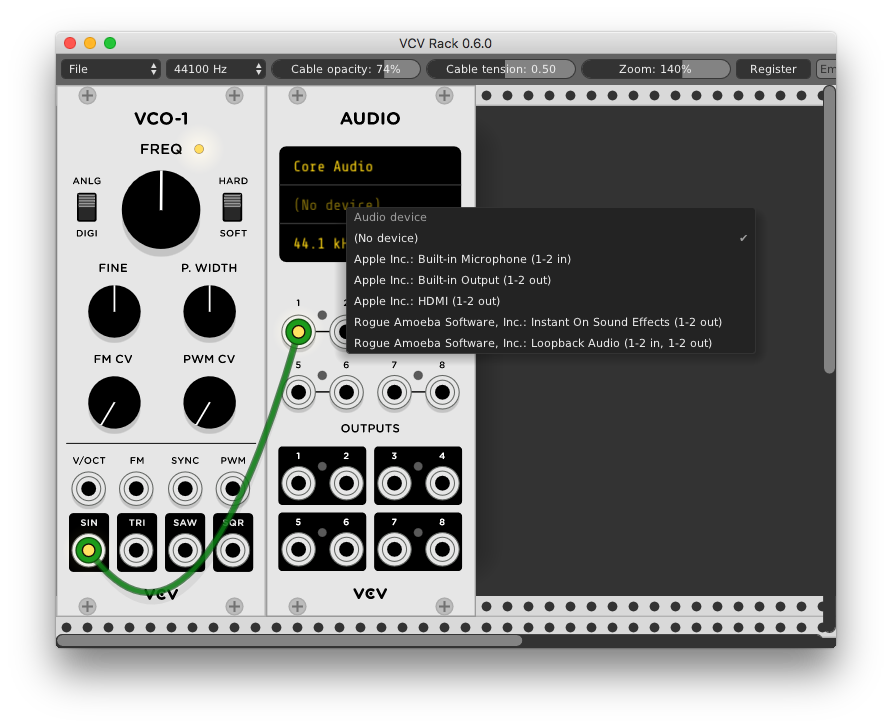 VCV Rack 0.6.0
File
44100 Hz
Cable opacity: 74%
Cable tension: 0.50
Zoom: 140%
Register
Em
VCO-1
FREQ
ANLG
DIGI
HARD
SOFT
FINE
P. WIDTH
FM CV
PWM CV
V/OCT
FM
SYNC
PWM
SIN
TRI
SAW
SQR
VCV
AUDIO
Core Audio
(No device)
44.1 kH
Audio device
(No device) ✔
Apple Inc.: Built-in Microphone (1-2 in)
Apple Inc.: Built-in Output (1-2 out)
Apple Inc.: HDMI (1-2 out)
Rogue Amoeba Software, Inc.: Instant On Sound Effects (1-2 out)
Rogue Amoeba Software, Inc.: Loopback Audio (1-2 in, 1-2 out)
1 2
5 6 7 8
OUTPUTS
1 2 3 4
5 6 7 8
VCV